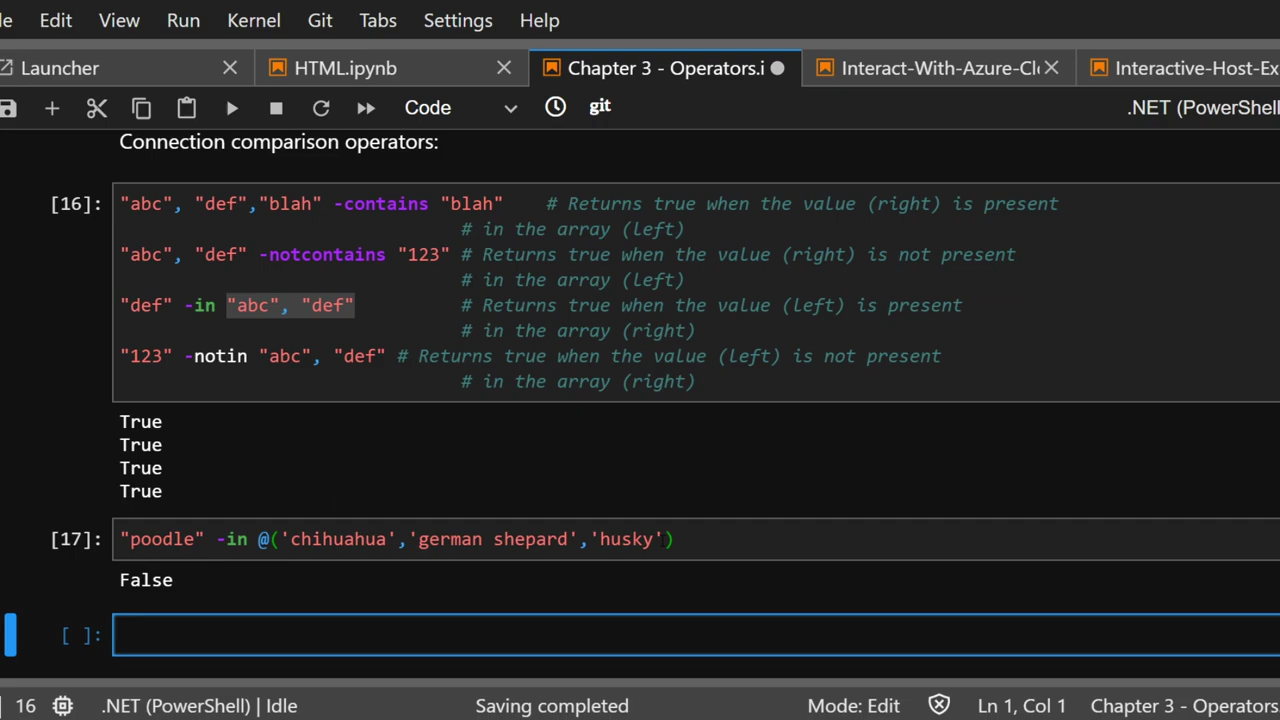 le Edit View Run Kernel Git Tabs Settings Help
Launcher HTML.ipynb Chapter 3 - Operators.i Interact-With-Azure-Clo Interactive-Host-Ex
Code git .NET (PowerShell
Connection comparison operators:
[16]: "abc", "def","blah" -contains "blah" # Returns true when the value (right) is present
# in the array (left)
"abc", "def" -notcontains "123" # Returns true when the value (right) is not present
# in the array (left)
"def" -in "abc", "def" # Returns true when the value (left) is present
# in the array (right)
"123" -notin "abc", "def" # Returns true when the value (left) is not present
# in the array (right)
True
True
True
True
[17]: "poodle" -in @('chihuahua','german shepard','husky')
False
[ ]:
16 .NET (PowerShell) | Idle Saving completed Mode: Edit Ln 1, Col 1 Chapter 3 - Operators